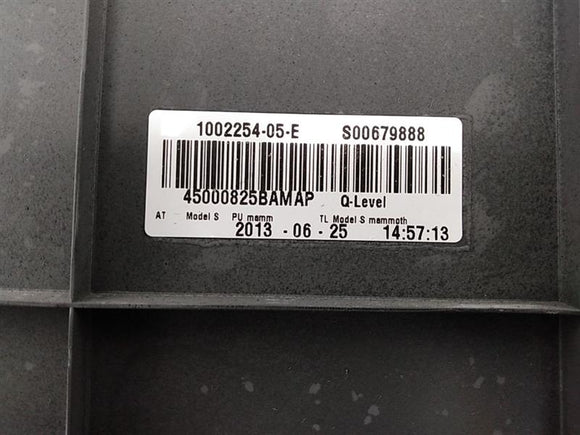 1002254-05-E S00679888
45000825BAMAP Q-Level
AT Model S PU mamm TL Model S mammoth
2013 - 06 - 25 14:57:13